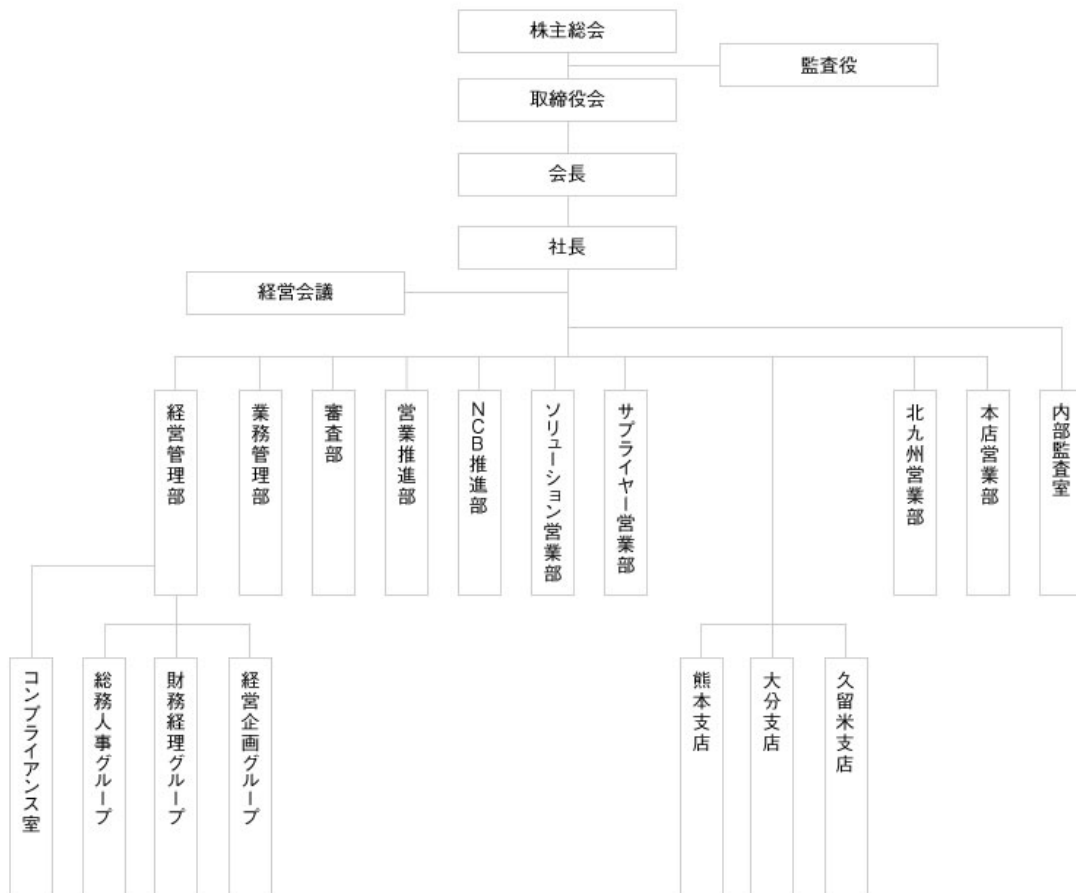 株主総会
監査役
取締役会
会長
社長
経営会議
経営管理部
業務管理部
審査部
営業推進部
NCB推進部
ソリューション営業部
サプライヤー営業部
北九州営業部
本店営業部
内部監査室
コンプライアンス室
総務人事グループ
財務経理グループ
経営企画グループ
熊本支店
大分支店
久留米支店